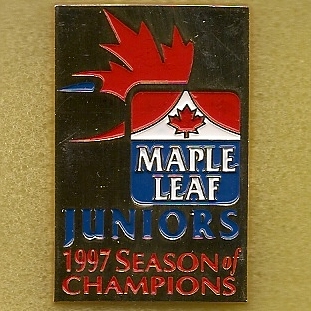 MAPLE
LEAF
JUNIORS
1997 SEASON of
CHAMPIONS